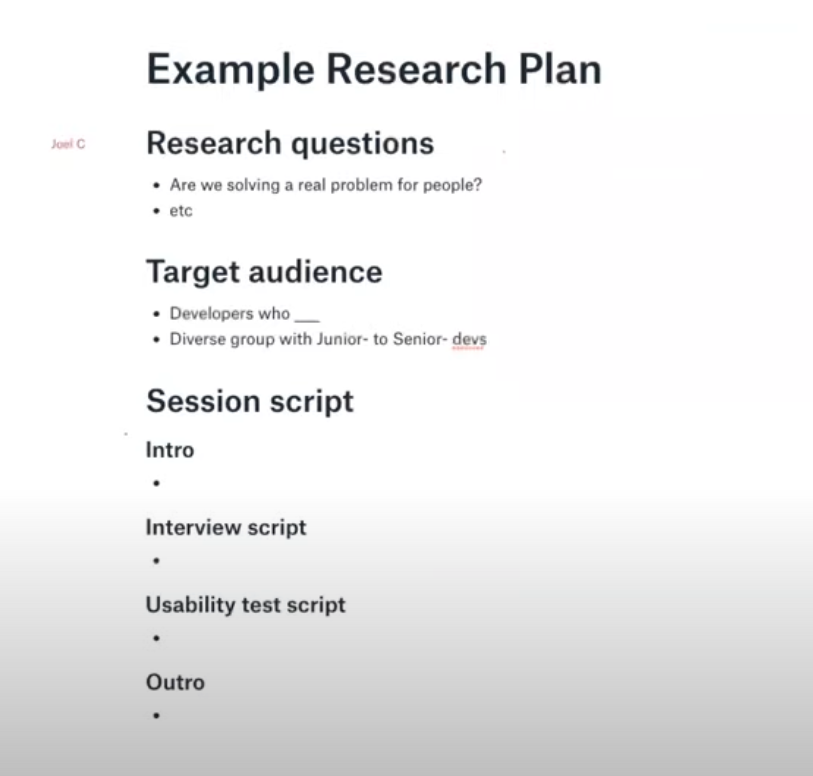 Example Research Plan
Joel C
Research questions
• Are we solving a real problem for people?
• etc
Target audience
• Developers who ___
• Diverse group with Junior- to Senior- devs
Session script
Intro
•
Interview script
•
Usability test script
•
Outro
•